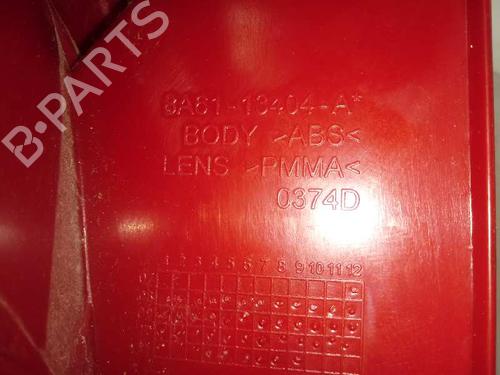 8A61-13404-A*
BODY >ABS<
LENS >PMMA<
0374D
1 2 3 4 5 6 7 8 9 10 11 12
B-PARTS